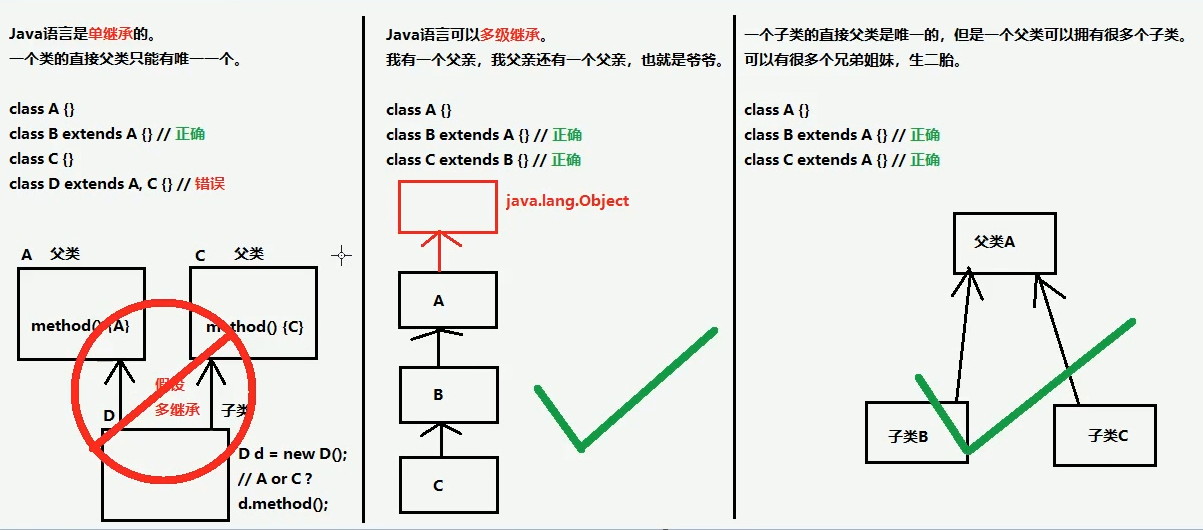 Java语言是单继承的。
一个类的直接父类只能有唯一一个。
class A {}
class B extends A {} // 正确
class C {}
class D extends A, C {} // 错误
A 父类
C 父类
method() {A}
method() {C}
假设
多继承
D
子类
D d = new D();
// A or C ?
d.method();
Java语言可以多级继承。
我有一个父亲，我父亲还有一个父亲，也就是爷爷。
class A {}
class B extends A {} // 正确
class C extends B {} // 正确
java.lang.Object
A
B
C
一个子类的直接父类是唯一的，但是一个父类可以拥有很多个子类。
可以有很多个兄弟姐妹，生二胎。
class A {}
class B extends A {} // 正确
class C extends A {} // 正确
父类A
子类B
子类C